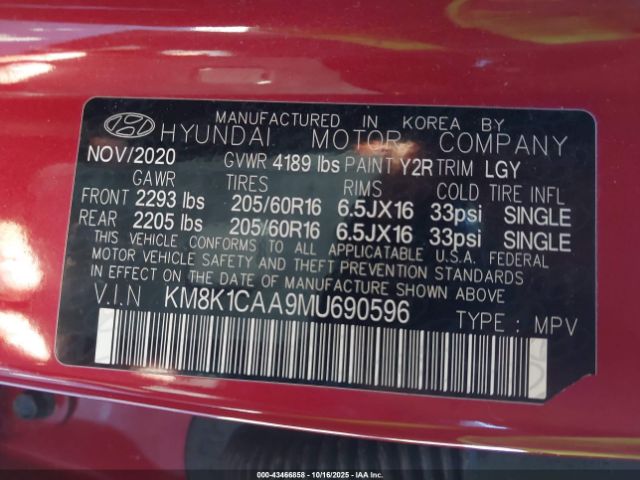 MANUFACTURED IN KOREA BY
HYUNDAI MOTOR COMPANY
NOV/2020 GVWR 4189 lbs PAINT Y2R TRIM LGY
GAWR TIRES RIMS COLD TIRE INFL
FRONT 2293 lbs 205/60R16 6.5JX16 33psi SINGLE
REAR 2205 lbs 205/60R16 6.5JX16 33psi SINGLE
THIS VEHICLE CONFORMS TO ALL APPLICATABLE U.S.A. FEDERAL
MOTOR VEHICLE SAFETY,BUMPER,AND THEFT PREVENTION STANDARDS
IN EFFECT ON THE DATE OF MANUFACTURE SHOWN ABOVE
V.I.N KM8K1CAA9MU690596 TYPE : MPV
000-43466858 - 10/16/2025 - IAA Inc.